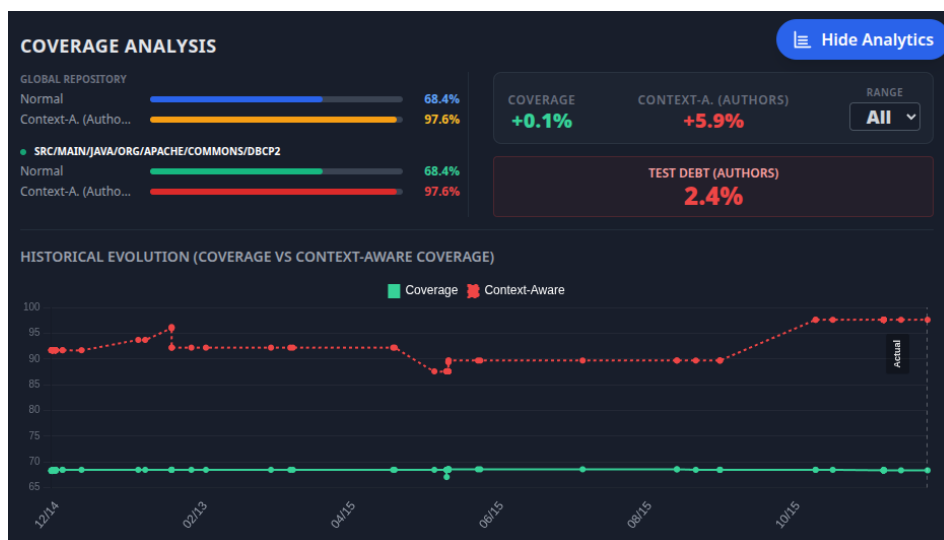 COVERAGE ANALYSIS
Hide Analytics
GLOBAL REPOSITORY
Normal 68.4%
Context-A. (Autho... 97.6%
SRC/MAIN/JAVA/ORG/APACHE/COMMONS/DBCP2
Normal 68.4%
Context-A. (Autho... 97.6%
COVERAGE
+0.1%
CONTEXT-A. (AUTHORS)
+5.9%
RANGE
All
TEST DEBT (AUTHORS)
2.4%
HISTORICAL EVOLUTION (COVERAGE VS CONTEXT-AWARE COVERAGE)
Coverage Context-Aware
100
95
90
85
80
75
70
65
Actual
12/14 02/13 04/15 06/15 08/15 10/15